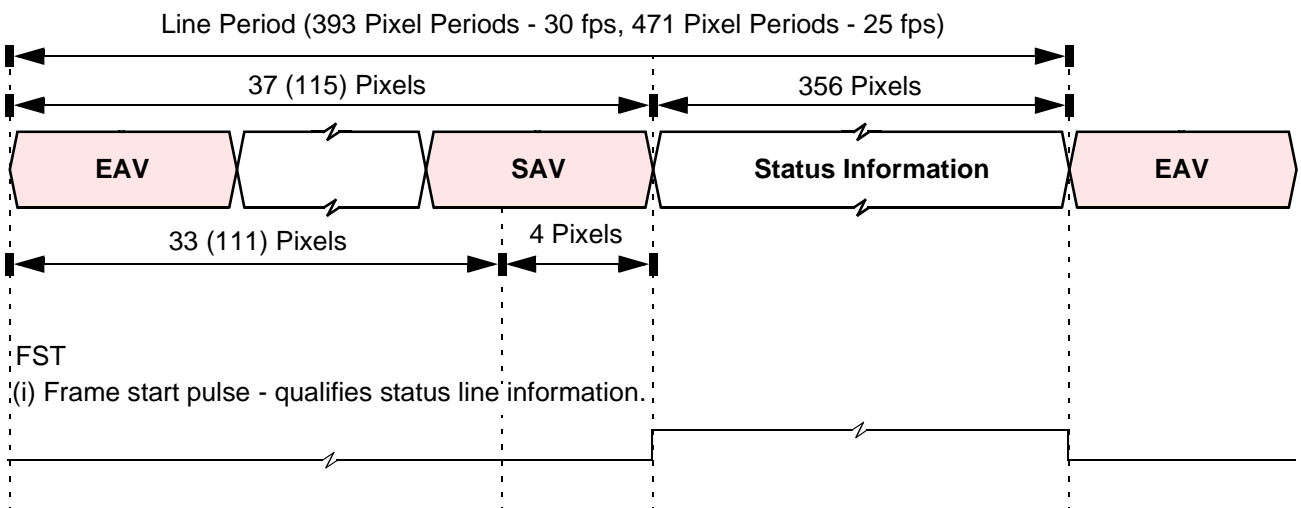 Line Period (393 Pixel Periods - 30 fps, 471 Pixel Periods - 25 fps)
37 (115) Pixels
356 Pixels
EAV
SAV
Status Information
EAV
33 (111) Pixels
4 Pixels
FST
(i) Frame start pulse - qualifies status line information.